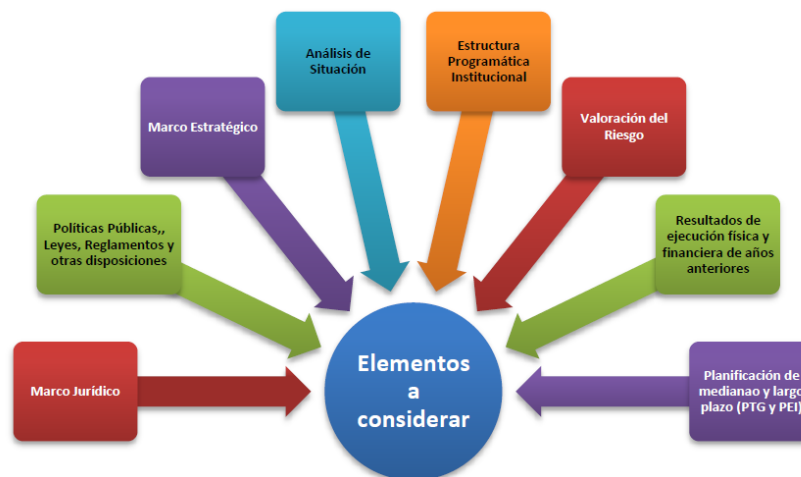 Análisis de
Situación
Estructura
Programática
Institucional
Marco Estratégico
Valoración del
Riesgo
Políticas Públicas,,
Leyes, Reglamentos y
otras disposiciones
Resultados de
ejecución física y
financiera de años
anteriores
Marco Jurídico
Elementos
a
considerar
Planificación de
medianao y largo
plazo (PTG y PEI)